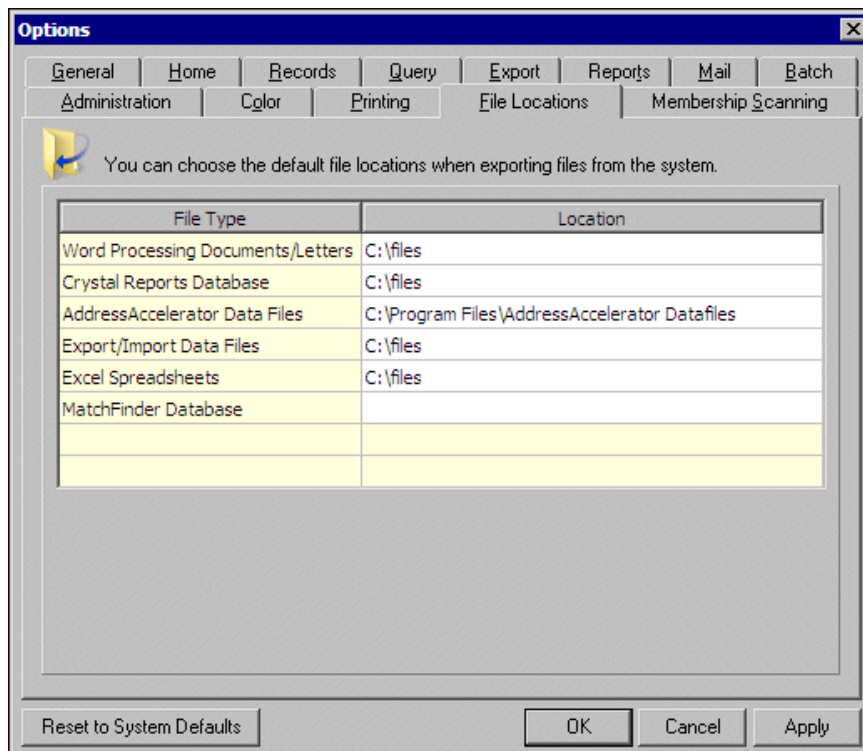 Options
General Home Records Query Export Reports Mail Batch
Administration Color Printing File Locations Membership Scanning
You can choose the default file locations when exporting files from the system.
File Type Location
Word Processing Documents/Letters C:\files
Crystal Reports Database C:\files
AddressAccelerator Data Files C:\Program Files\AddressAccelerator Datafiles
Export/Import Data Files C:\files
Excel Spreadsheets C:\files
MatchFinder Database
Reset to System Defaults OK Cancel Apply